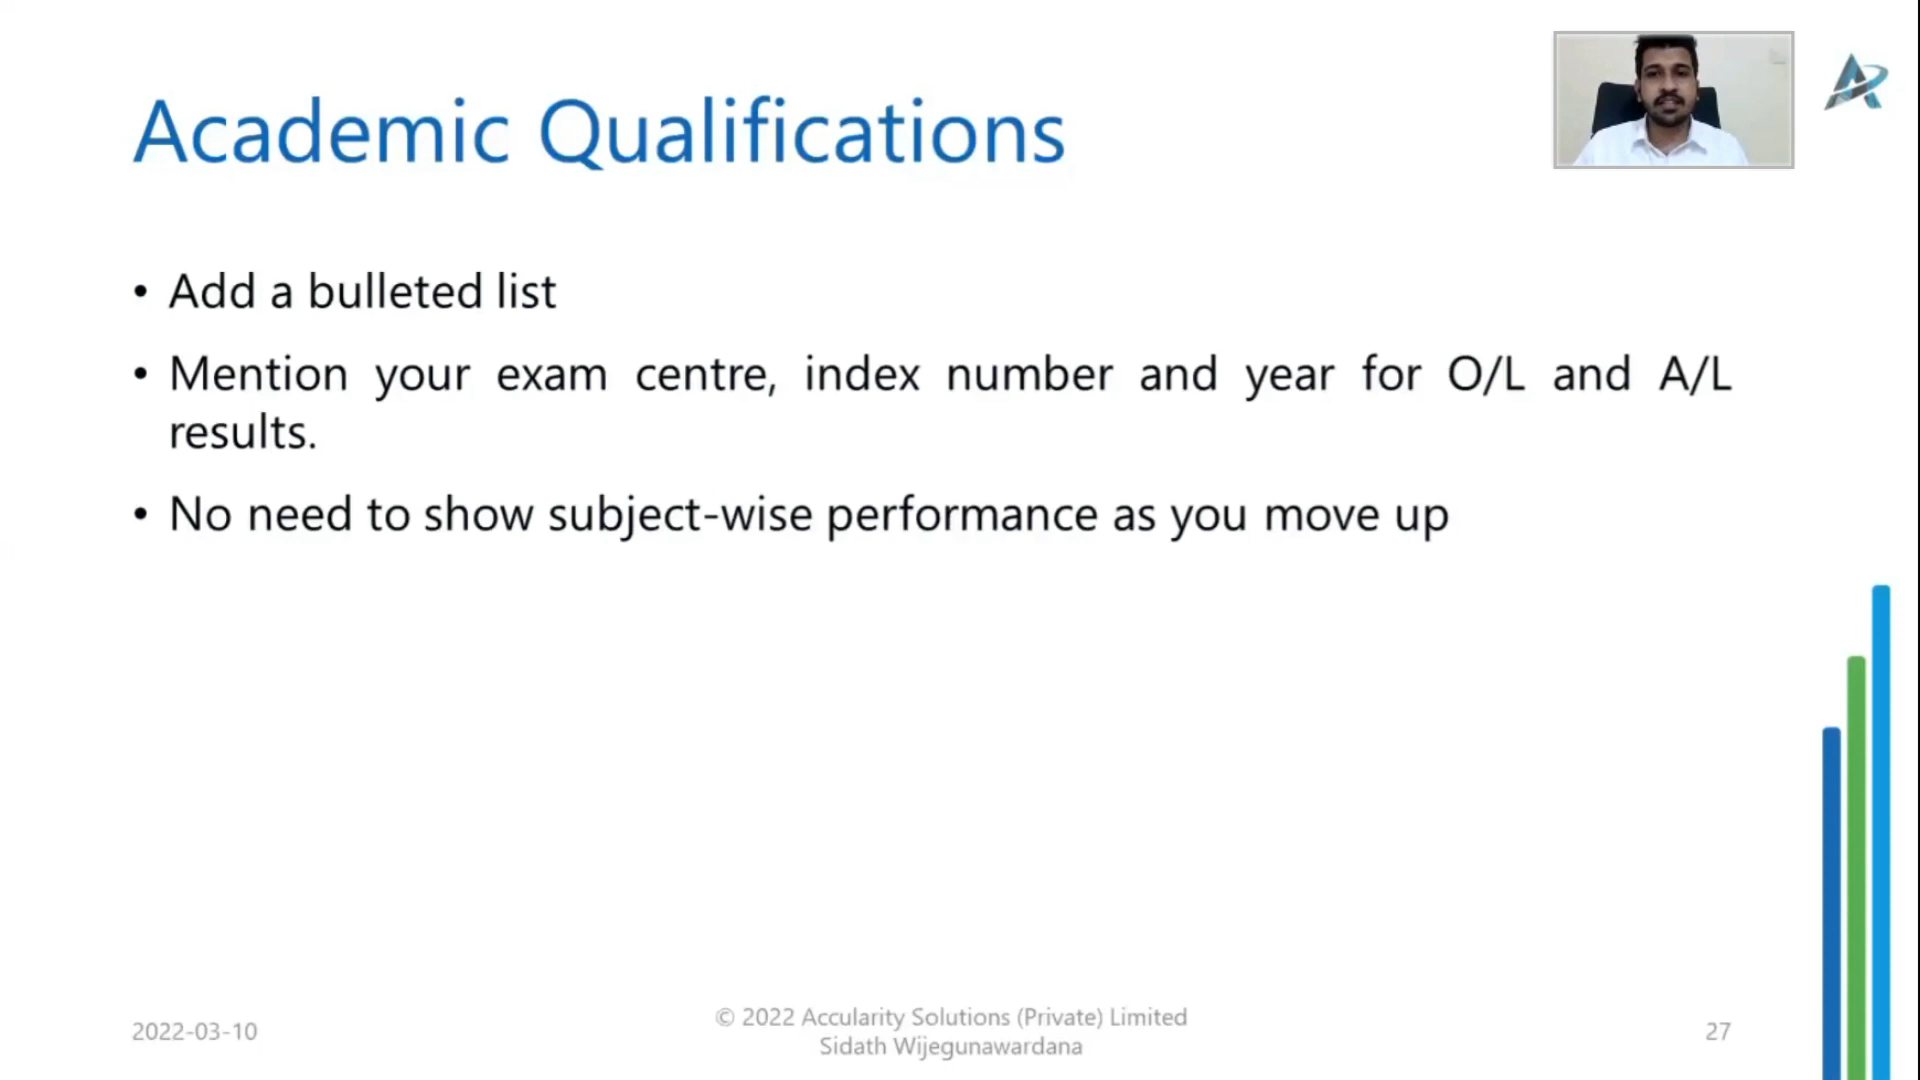 Academic Qualifications
• Add a bulleted list
• Mention your exam centre, index number and year for O/L and A/L
results.
• No need to show subject-wise performance as you move up
2022-03-10
© 2022 Accularity Solutions (Private) Limited
Sidath Wijegunawardana
27